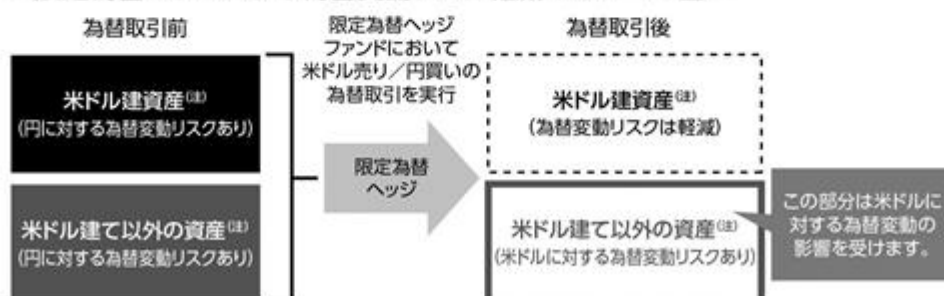 為替取引前
限定為替ヘッジ
ファンドにおいて
米ドル売り／円買いの
為替取引を実行
為替取引後
米ドル建資産(注)
(円に対する為替変動リスクあり)
米ドル建資産(注)
(為替変動リスクは軽減)
限定為替
ヘッジ
米ドル建て以外の資産(注)
(円に対する為替変動リスクあり)
米ドル建て以外の資産(注)
(米ドルに対する為替変動リスクあり)
この部分は米ドルに
対する為替変動の
影響を受けます。